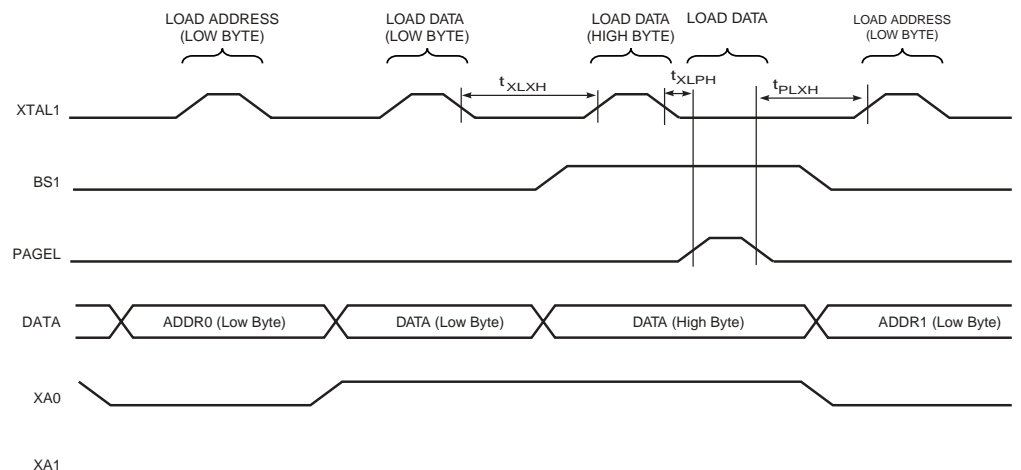 LOAD ADDRESS
(LOW BYTE)
LOAD DATA
(LOW BYTE)
LOAD DATA
(HIGH BYTE)
LOAD DATA
LOAD ADDRESS
(LOW BYTE)
tXLXH
tXLPH
tPLXH
XTAL1
BS1
PAGEL
DATA
ADDR0 (Low Byte)
DATA (Low Byte)
DATA (High Byte)
ADDR1 (Low Byte)
XA0
XA1